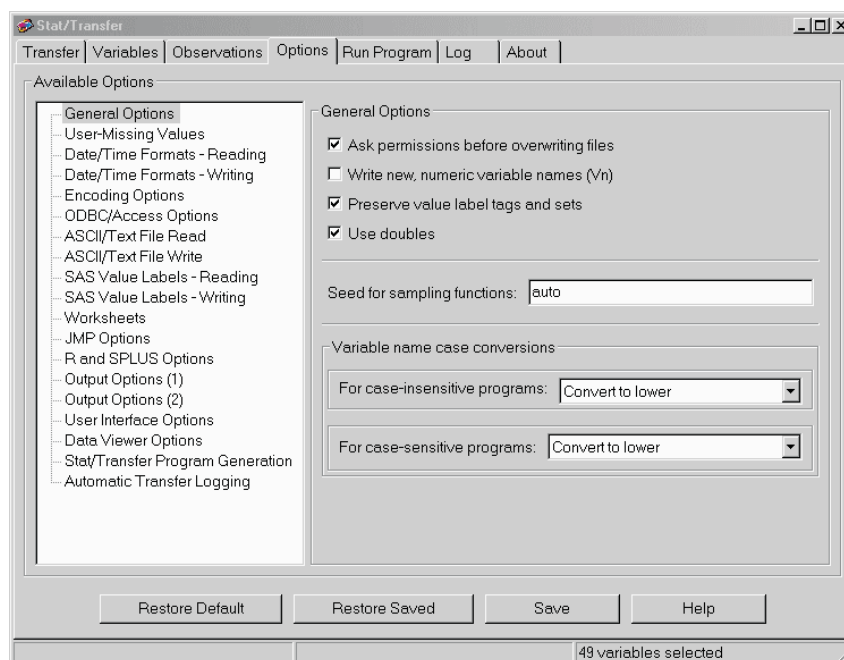 Stat/Transfer
Transfer Variables Observations Options Run Program Log About
Available Options
General Options
User-Missing Values
Date/Time Formats - Reading
Date/Time Formats - Writing
Encoding Options
ODBC/Access Options
ASCII/Text File Read
ASCII/Text File Write
SAS Value Labels - Reading
SAS Value Labels - Writing
Worksheets
JMP Options
R and SPLUS Options
Output Options (1)
Output Options (2)
User Interface Options
Data Viewer Options
Stat/Transfer Program Generation
Automatic Transfer Logging
General Options
Ask permissions before overwriting files
Write new, numeric variable names (Vn)
Preserve value label tags and sets
Use doubles
Seed for sampling functions: auto
Variable name case conversions
For case-insensitive programs: Convert to lower
For case-sensitive programs: Convert to lower
Restore Default Restore Saved Save Help
49 variables selected